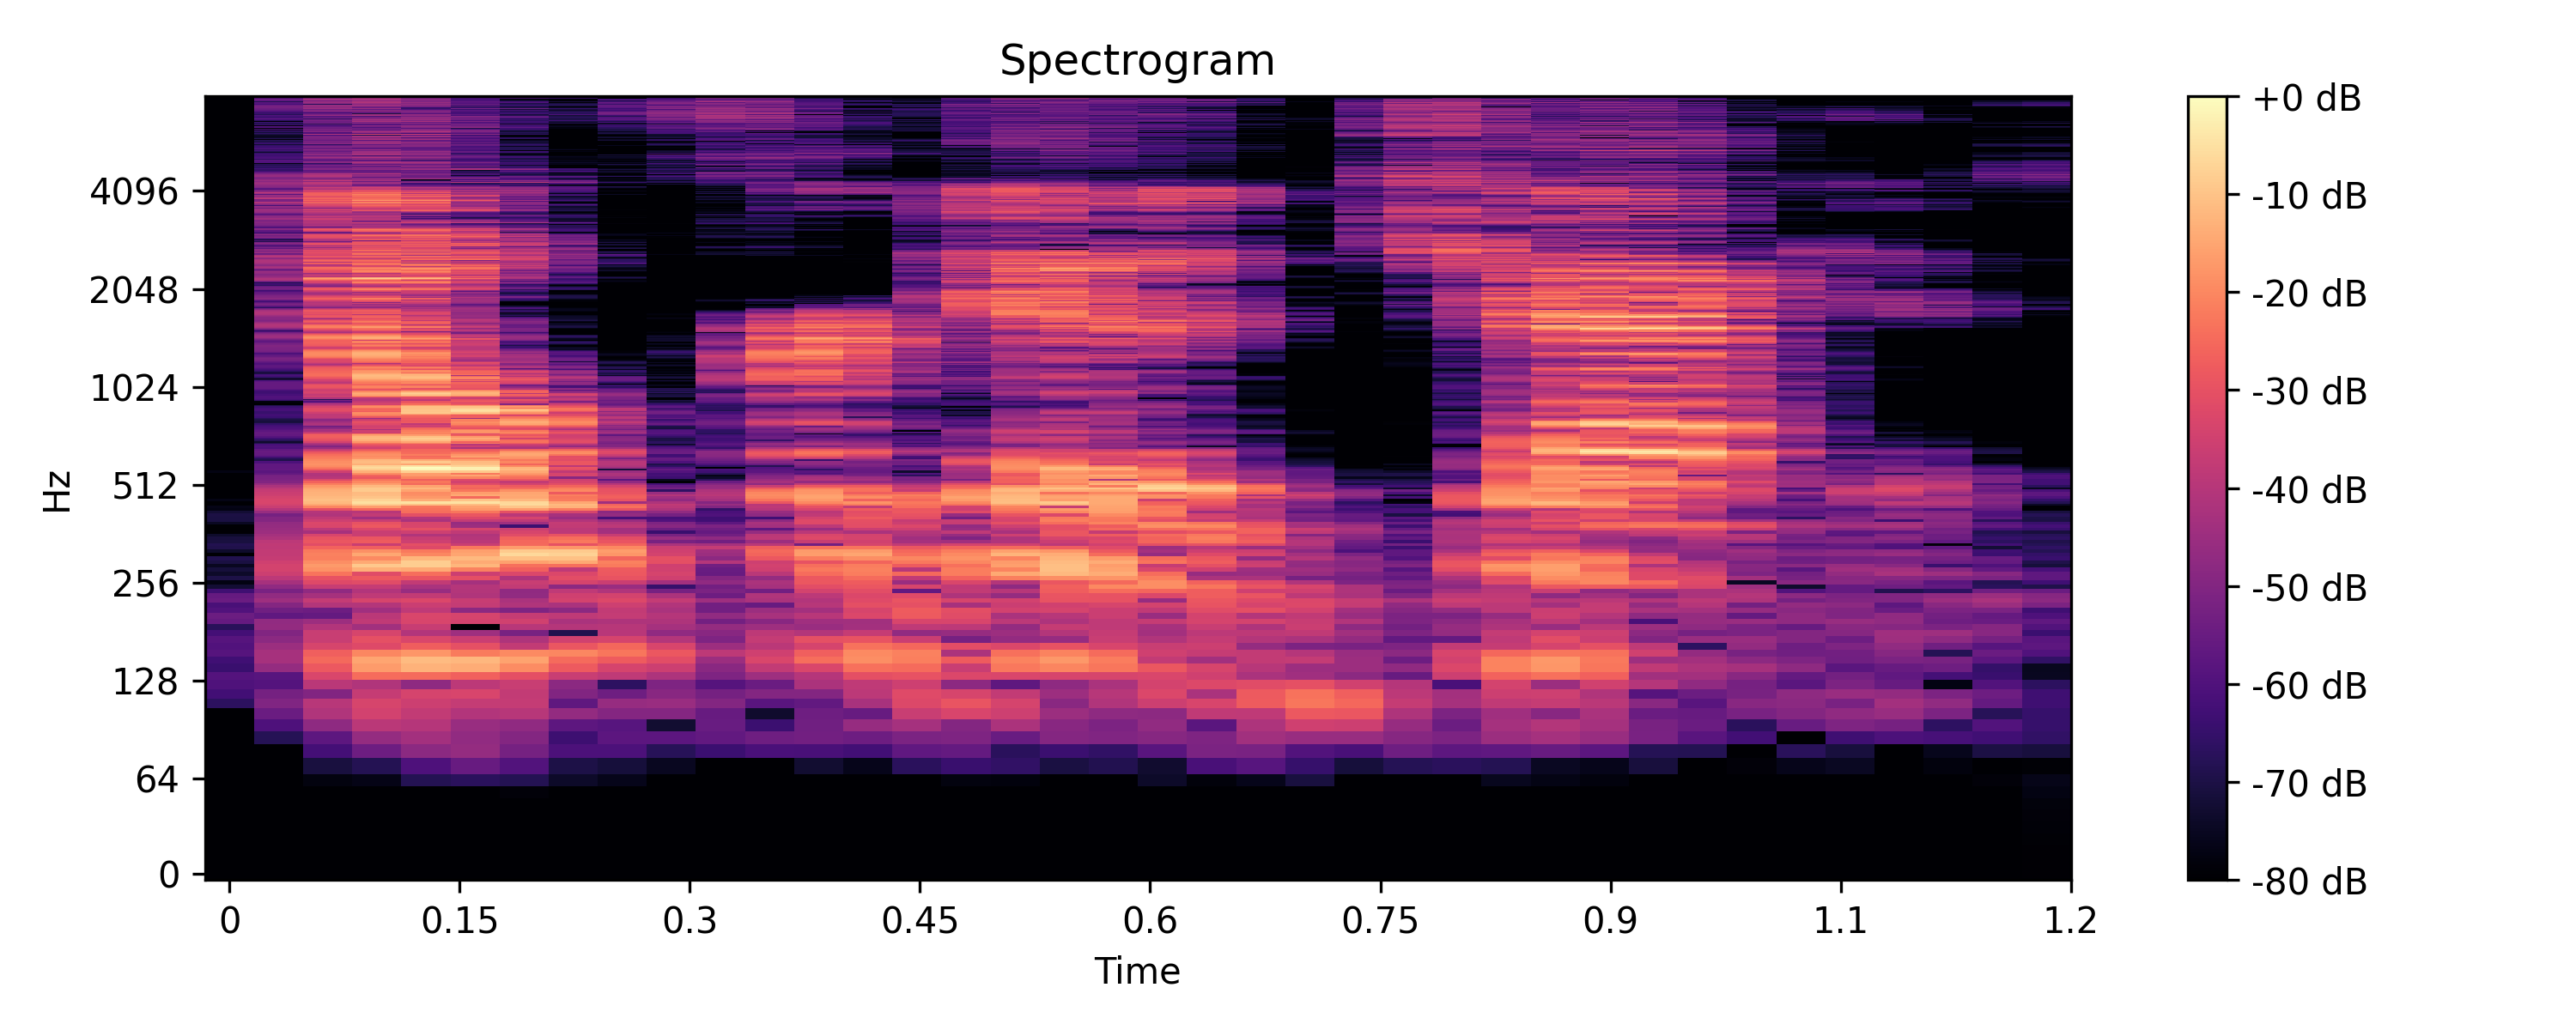 Spectrogram
Hz
4096
2048
1024
512
256
128
64
0
0 0.15 0.3 0.45 0.6 0.75 0.9 1.1 1.2
Time
+0 dB
-10 dB
-20 dB
-30 dB
-40 dB
-50 dB
-60 dB
-70 dB
-80 dB